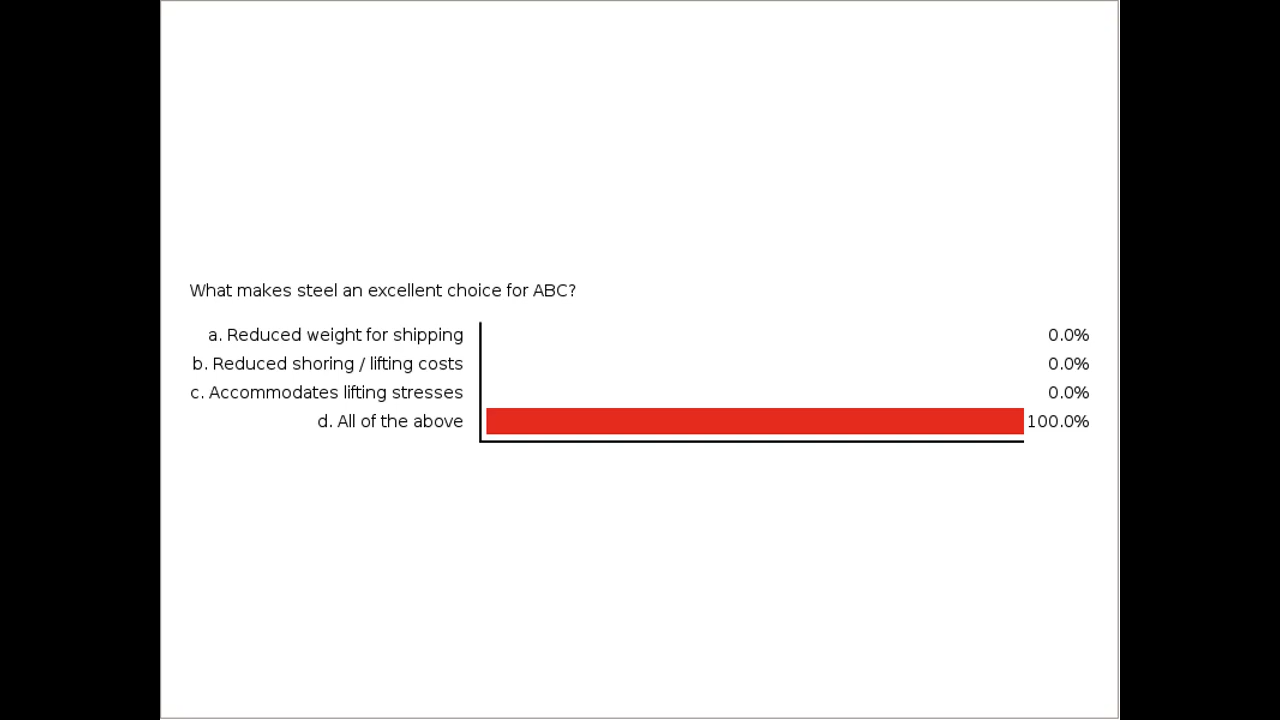 What makes steel an excellent choice for ABC?
a. Reduced weight for shipping 0.0%
b. Reduced shoring / lifting costs 0.0%
c. Accommodates lifting stresses 0.0%
d. All of the above 100.0%